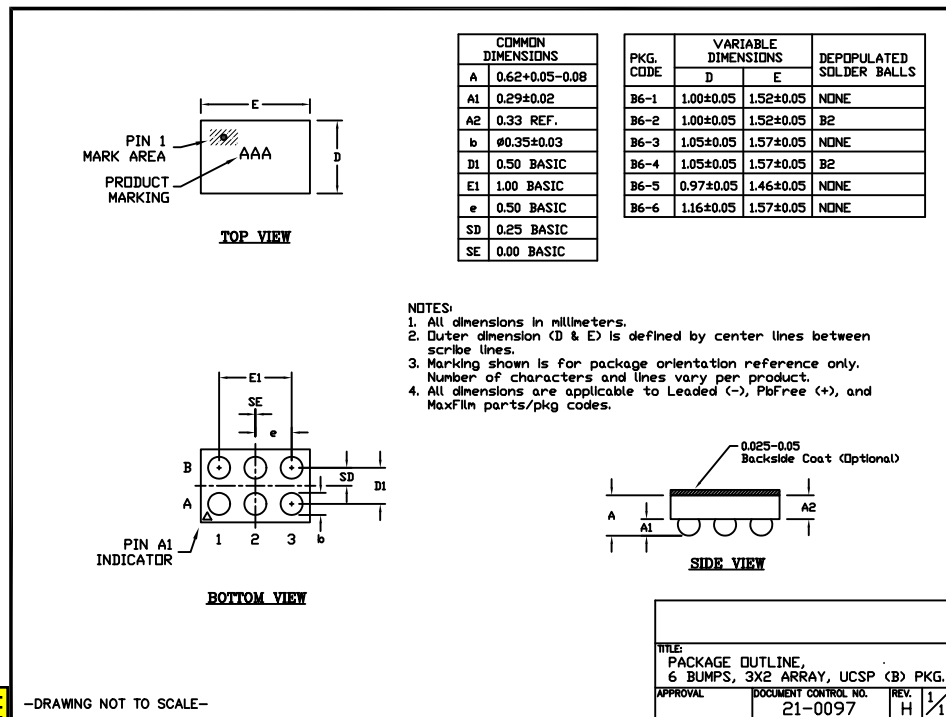 COMMON
DIMENSIONS
A 0.62+0.05-0.08
A1 0.29±0.02
A2 0.33 REF.
b ø0.35±0.03
D1 0.50 BASIC
E1 1.00 BASIC
e 0.50 BASIC
SD 0.25 BASIC
SE 0.00 BASIC
PKG.
CODE
VARIABLE
DIMENSIONS
D E
DEPOPULATED
SOLDER BALLS
B6-1 1.00±0.05 1.52±0.05 NONE
B6-2 1.00±0.05 1.52±0.05 B2
B6-3 1.05±0.05 1.57±0.05 NONE
B6-4 1.05±0.05 1.57±0.05 B2
B6-5 0.97±0.05 1.46±0.05 NONE
B6-6 1.16±0.05 1.57±0.05 NONE
E
D
PIN 1
MARK AREA
AAA
PRODUCT
MARKING
TOP VIEW
NOTES:
1. All dimensions in millimeters.
2. Outer dimension (D & E) is defined by center lines between
scribe lines.
3. Marking shown is for package orientation reference only.
Number of characters and lines vary per product.
4. All dimensions are applicable to Leaded (-), PbFree (+), and
MaxFilm parts/pkg codes.
E1
SE
e
B
A
SD
D1
b
1 2 3
PIN A1
INDICATOR
BOTTOM VIEW
0.025-0.05
Backside Coat (Optional)
A
A1
A2
SIDE VIEW
TITLE:
PACKAGE OUTLINE,
6 BUMPS, 3X2 ARRAY, UCSP (B) PKG.
APPROVAL
DOCUMENT CONTROL NO.
21-0097
REV.
H
1/1
E
-DRAWING NOT TO SCALE-